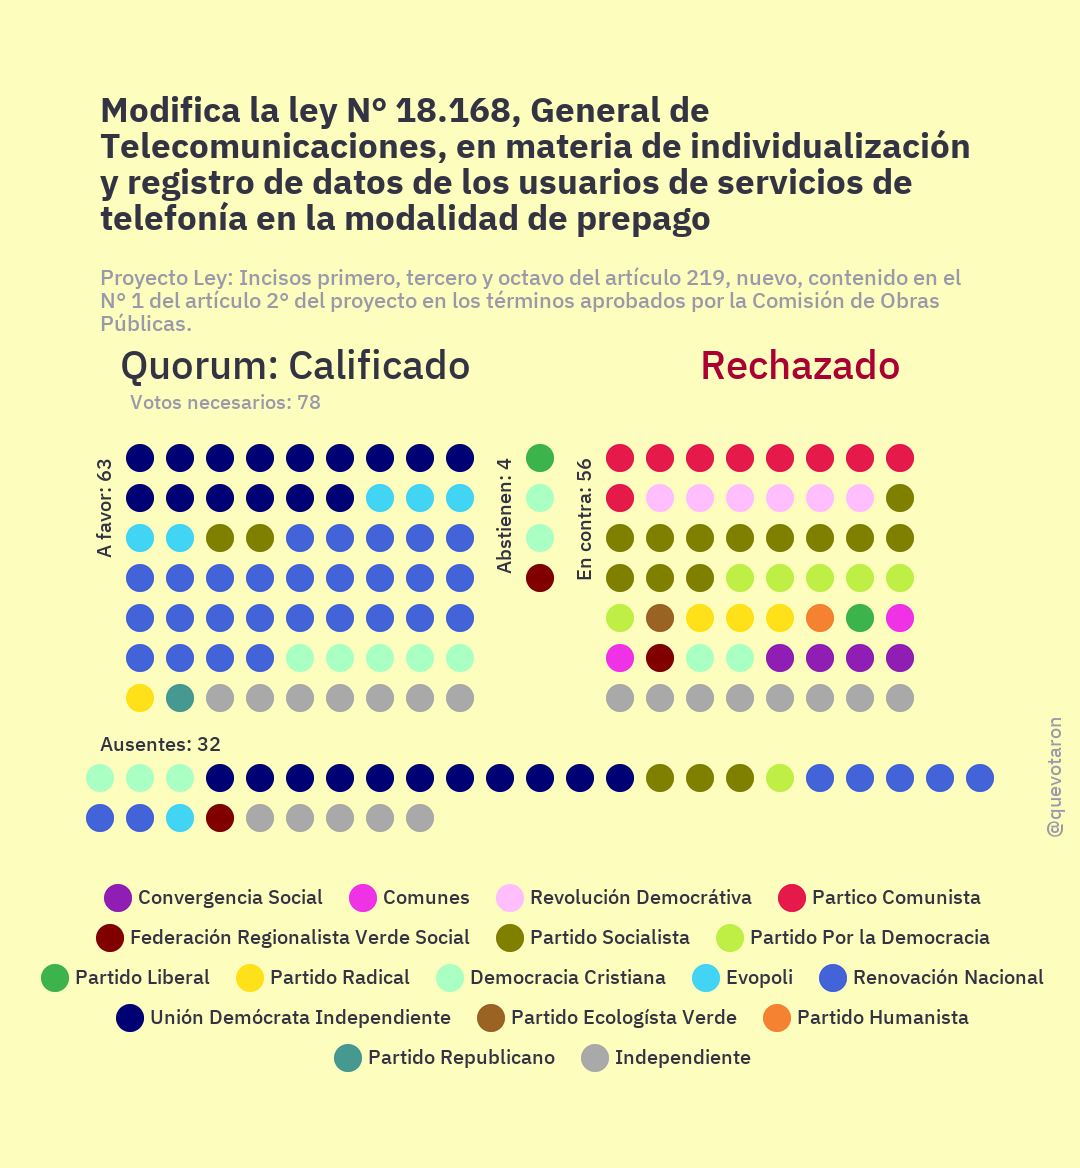 Modifica la ley N° 18.168, General de
Telecomunicaciones, en materia de individualización
y registro de datos de los usuarios de servicios de
telefonía en la modalidad de prepago
Proyecto Ley: Incisos primero, tercero y octavo del artículo 219, nuevo, contenido en el
N° 1 del artículo 2° del proyecto en los términos aprobados por la Comisión de Obras
Públicas.
Quorum: Calificado
Rechazado
Votos necesarios: 78
A favor: 63
Abstienen: 4
En contra: 56
Ausentes: 32
@quevotaron
Convergencia Social
Comunes
Revolución Democrátiva
Partico Comunista
Federación Regionalista Verde Social
Partido Socialista
Partido Por la Democracia
Partido Liberal
Partido Radical
Democracia Cristiana
Evopoli
Renovación Nacional
Unión Demócrata Independiente
Partido Ecologísta Verde
Partido Humanista
Partido Republicano
Independiente